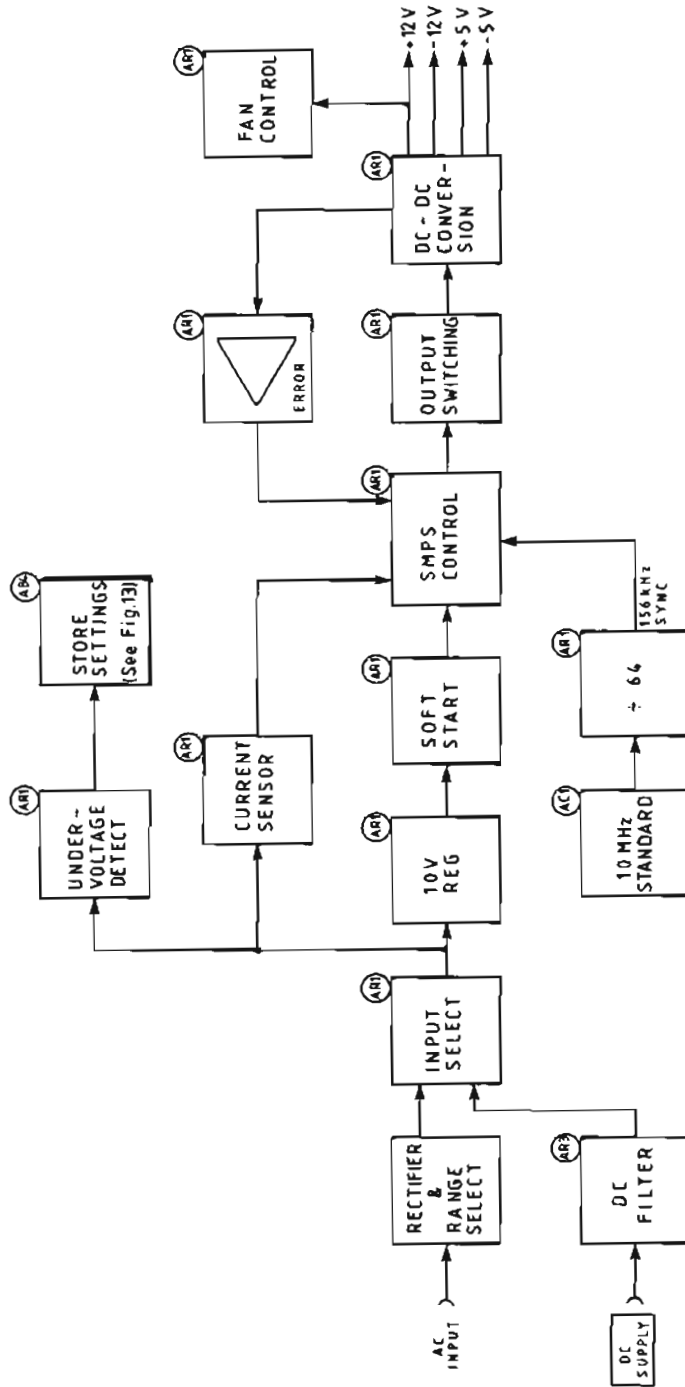 AC
INPUT
RECTIFIER
&
RANGE
SELECT
DC
SUPPLY
AR3
DC
FILTER
AR1
INPUT
SELECT
AR1
UNDER-
VOLTAGE
DETECT
AB4
STORE
SETTINGS
(See Fig.13)
AR1
CURRENT
SENSOR
AR1
10V
REG
AR1
SOFT
START
AC1
10MHz
STANDARD
AR1
÷ 64
156kHz
SYNC
AR1
SMPS
CONTROL
AR1
ERROR
AR1
OUTPUT
SWITCHING
AR1
DC-DC
CONVER-
SION
AR1
FAN
CONTROL
+12V
-12V
+5V
-5V